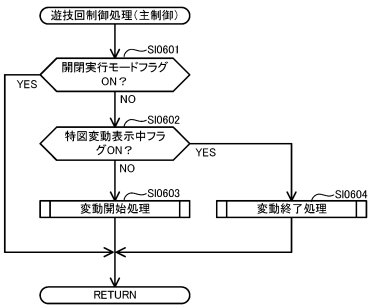 遊技回制御処理(主制御)
SI0601
開閉実行モードフラグ
ON?
YES
NO
SI0602
特図変動表示中フラ
グON?
YES
NO
SI0603
変動開始処理
SI0604
変動終了処理
RETURN